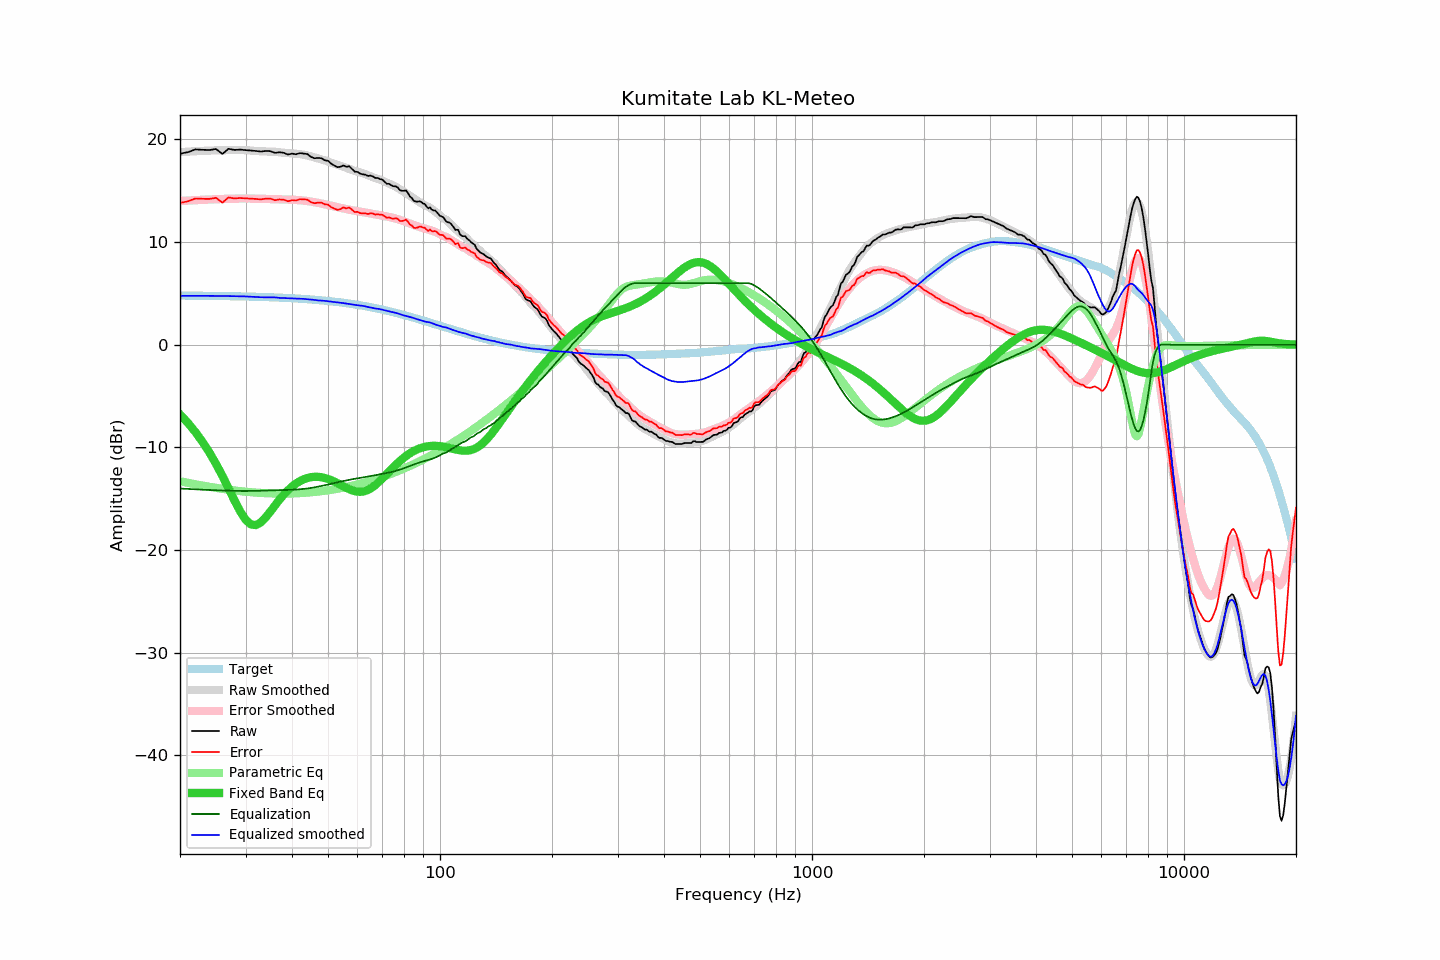 Kumitate Lab KL-Meteo
20
10
0
−10
−20
−30
−40
Amplitude (dBr)
Target
Raw Smoothed
Error Smoothed
Raw
Error
Parametric Eq
Fixed Band Eq
Equalization
Equalized smoothed
100
1000
10000
Frequency (Hz)